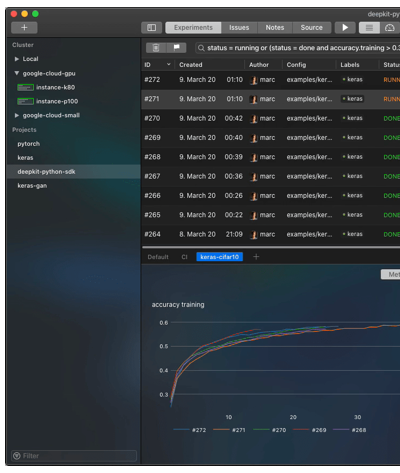 deepkit-py
Experiments Issues Notes Source
status = running or (status = done and accuracy.training > 0.3
Cluster
Local
google-cloud-gpu
instance-k80
instance-p100
google-cloud-small
Projects
pytorch
keras
deepkit-python-sdk
keras-gan
Filter
ID Created Author Config Labels Status
#272 9. March 20 01:10 marc examples/ker... keras RUNN
#271 9. March 20 01:10 marc examples/ker... keras RUNN
#270 9. March 20 00:42 marc examples/ker... keras DONE
#269 9. March 20 00:40 marc examples/ker... keras DONE
#268 9. March 20 00:39 marc examples/ker... keras DONE
#267 9. March 20 00:36 marc examples/ker... keras DONE
#266 9. March 20 00:26 marc examples/ker... keras DONE
#265 9. March 20 00:22 marc examples/ker... keras DONE
#264 8. March 20 21:09 marc examples/ker... keras DONE
Default CI keras-cifar10
Met
accuracy training
0.6
0.5
0.4
0.3
10 20 30
#272 #271 #270 #269 #268